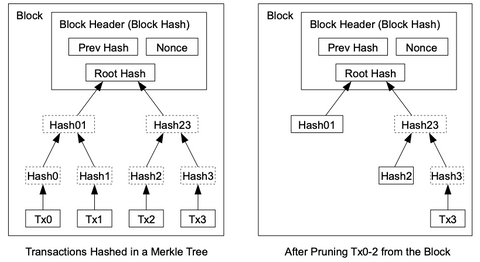 Block
Block Header (Block Hash)
Prev Hash
Nonce
Root Hash
Hash01
Hash23
Hash0
Hash1
Hash2
Hash3
Tx0
Tx1
Tx2
Tx3
Transactions Hashed in a Merkle Tree
Block
Block Header (Block Hash)
Prev Hash
Nonce
Root Hash
Hash01
Hash23
Hash2
Hash3
Tx3
After Pruning Tx0-2 from the Block